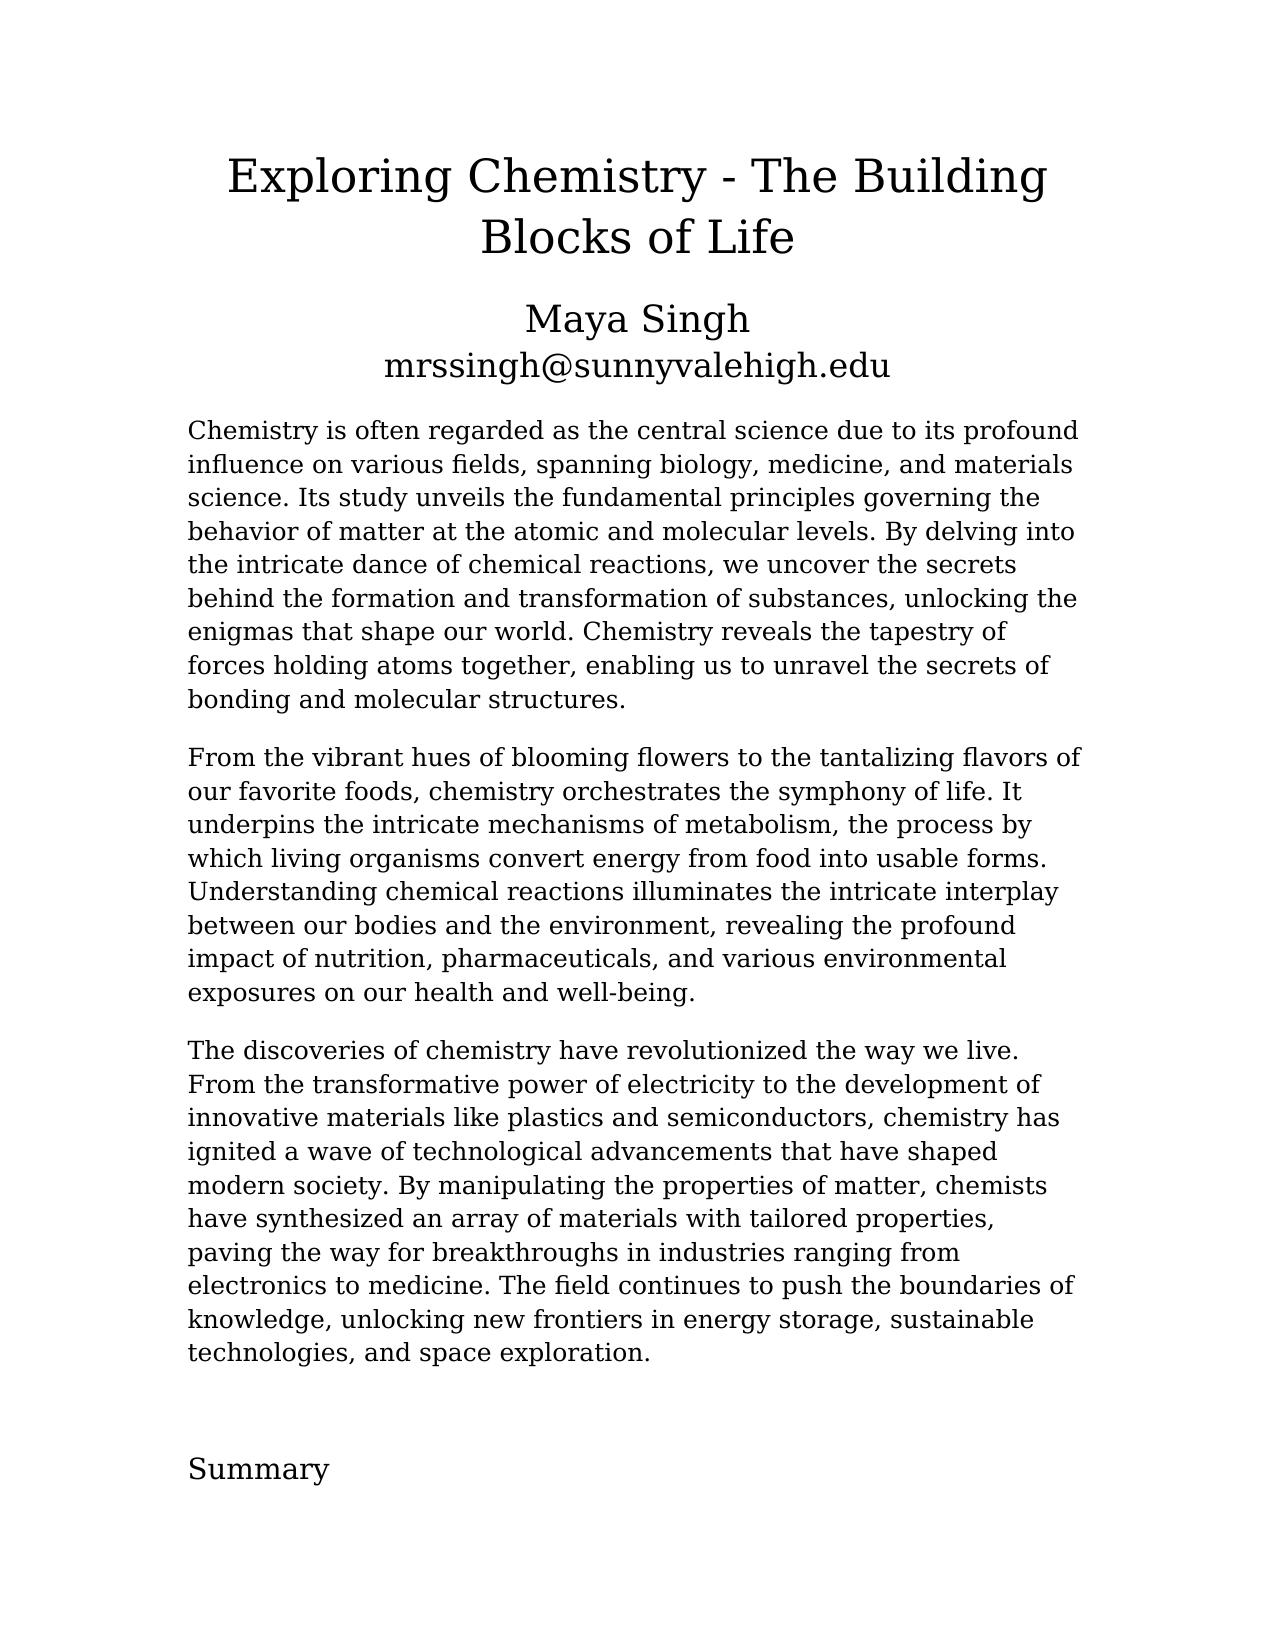 Exploring Chemistry - The Building
Blocks of Life
Maya Singh
mrssingh@sunnyvalehigh.edu
Chemistry is often regarded as the central science due to its profound
influence on various fields, spanning biology, medicine, and materials
science. Its study unveils the fundamental principles governing the
behavior of matter at the atomic and molecular levels. By delving into
the intricate dance of chemical reactions, we uncover the secrets
behind the formation and transformation of substances, unlocking the
enigmas that shape our world. Chemistry reveals the tapestry of
forces holding atoms together, enabling us to unravel the secrets of
bonding and molecular structures.
From the vibrant hues of blooming flowers to the tantalizing flavors of
our favorite foods, chemistry orchestrates the symphony of life. It
underpins the intricate mechanisms of metabolism, the process by
which living organisms convert energy from food into usable forms.
Understanding chemical reactions illuminates the intricate interplay
between our bodies and the environment, revealing the profound
impact of nutrition, pharmaceuticals, and various environmental
exposures on our health and well-being.
The discoveries of chemistry have revolutionized the way we live.
From the transformative power of electricity to the development of
innovative materials like plastics and semiconductors, chemistry has
ignited a wave of technological advancements that have shaped
modern society. By manipulating the properties of matter, chemists
have synthesized an array of materials with tailored properties,
paving the way for breakthroughs in industries ranging from
electronics to medicine. The field continues to push the boundaries of
knowledge, unlocking new frontiers in energy storage, sustainable
technologies, and space exploration.
Summary